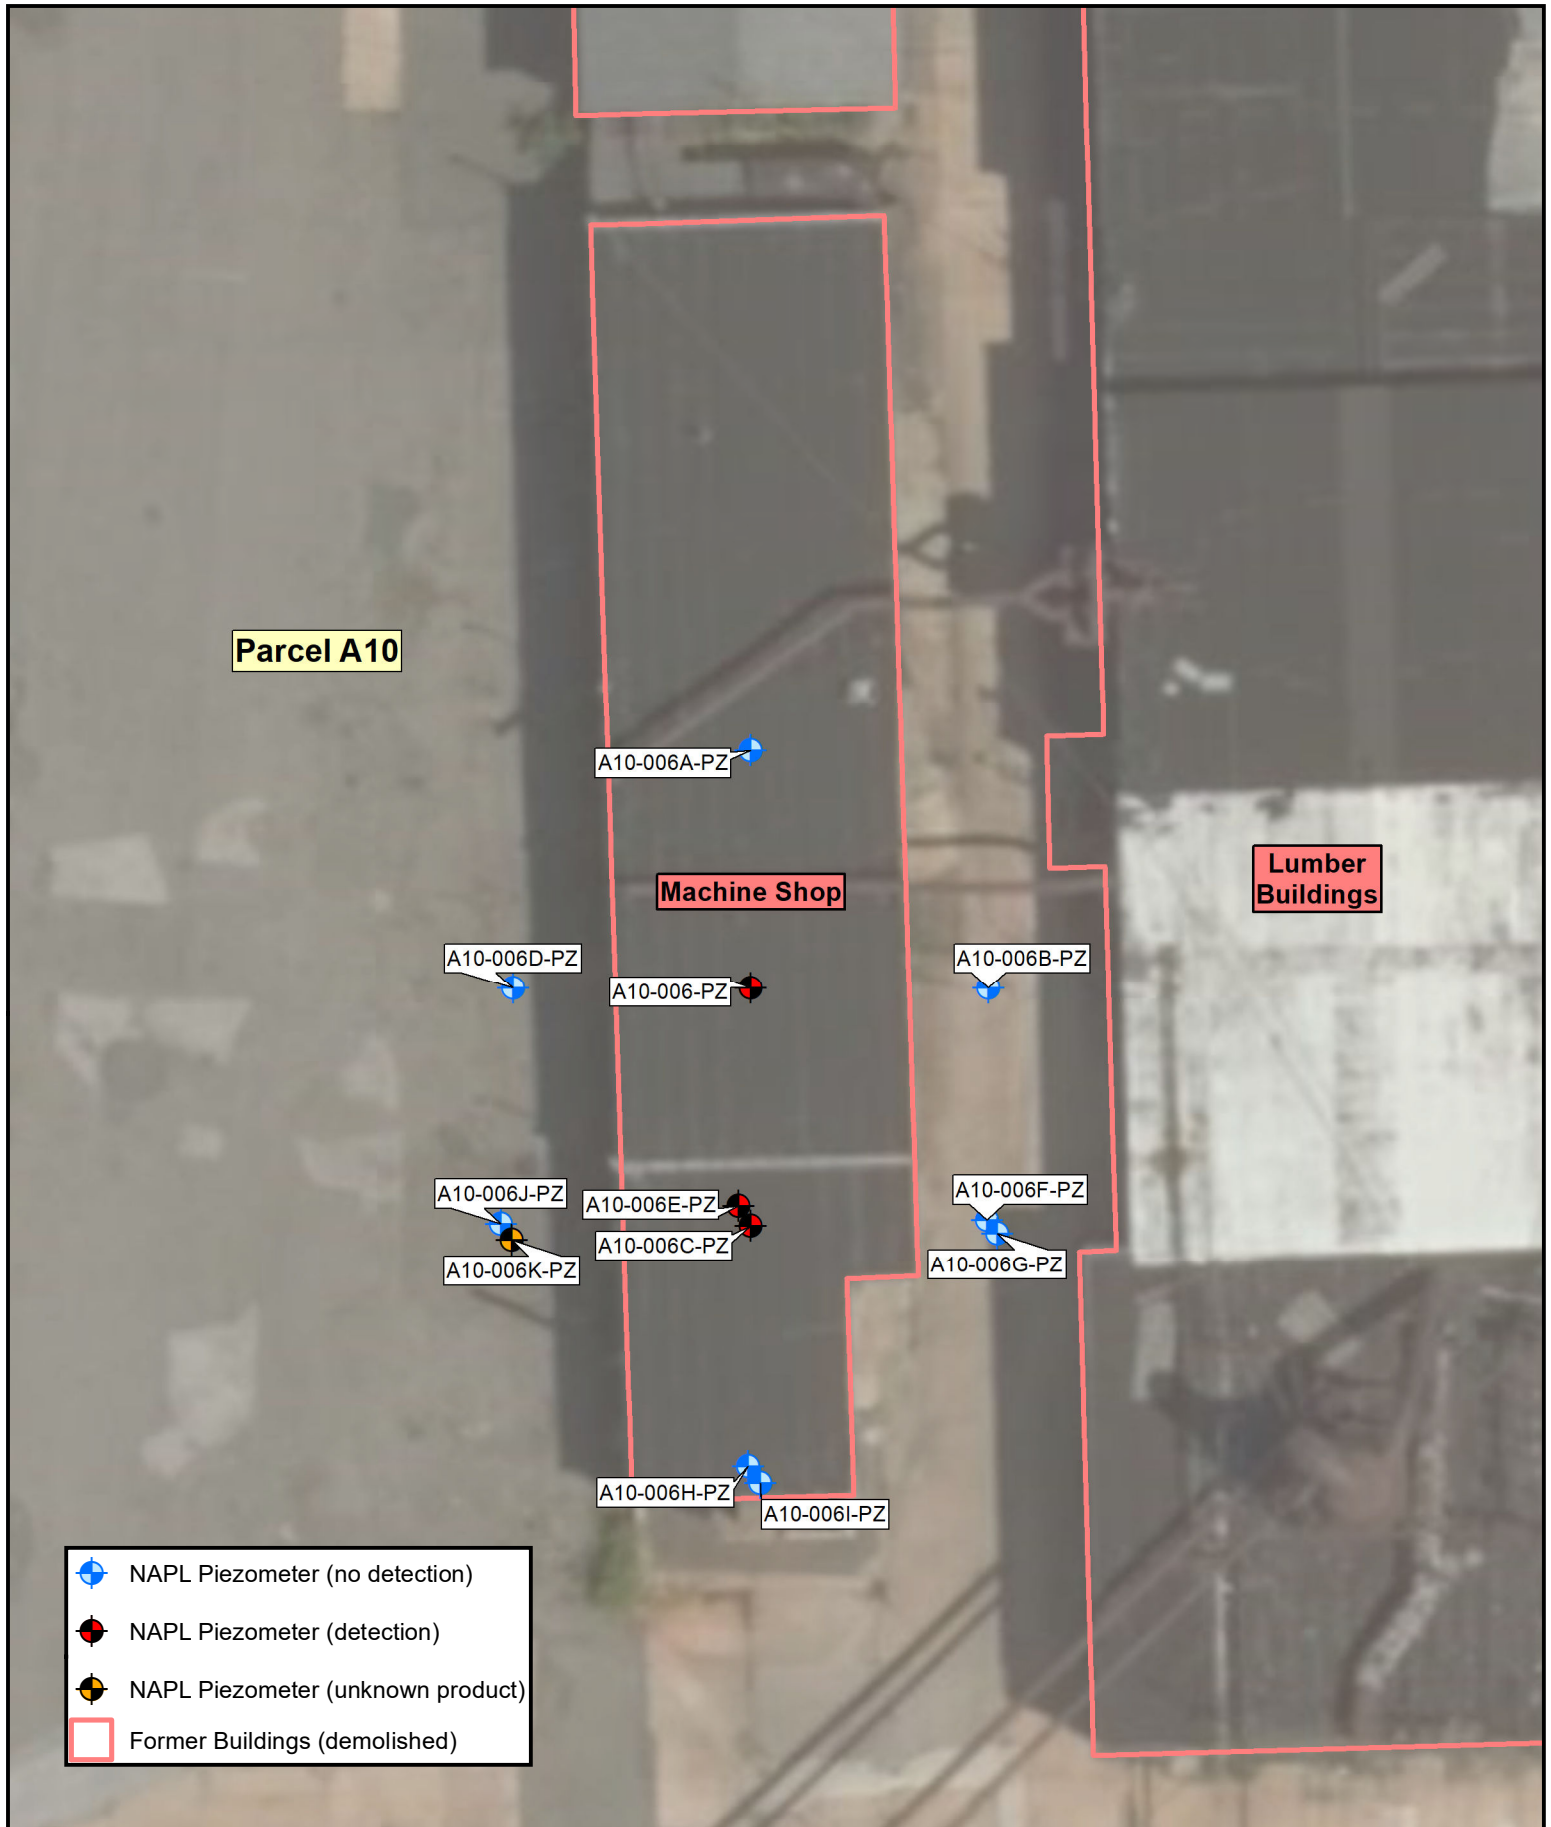 Parcel A10
A10-006A-PZ
Machine Shop
Lumber
Buildings
A10-006D-PZ
A10-006-PZ
A10-006B-PZ
A10-006J-PZ
A10-006E-PZ
A10-006F-PZ
A10-006C-PZ
A10-006K-PZ
A10-006G-PZ
A10-006H-PZ
A10-006I-PZ
NAPL Piezometer (no detection)
NAPL Piezometer (detection)
NAPL Piezometer (unknown product)
Former Buildings (demolished)